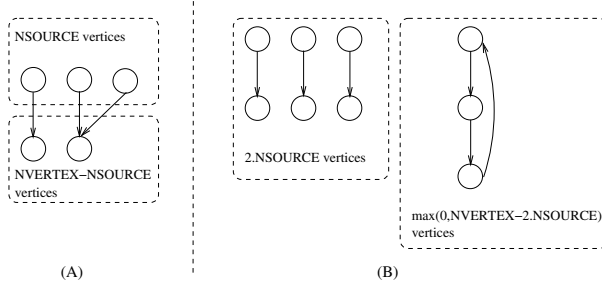 NSOURCE vertices
NVERTEX−NSOURCE
vertices
(A)
2.NSOURCE vertices
max(0,NVERTEX−2.NSOURCE)
vertices
(B)